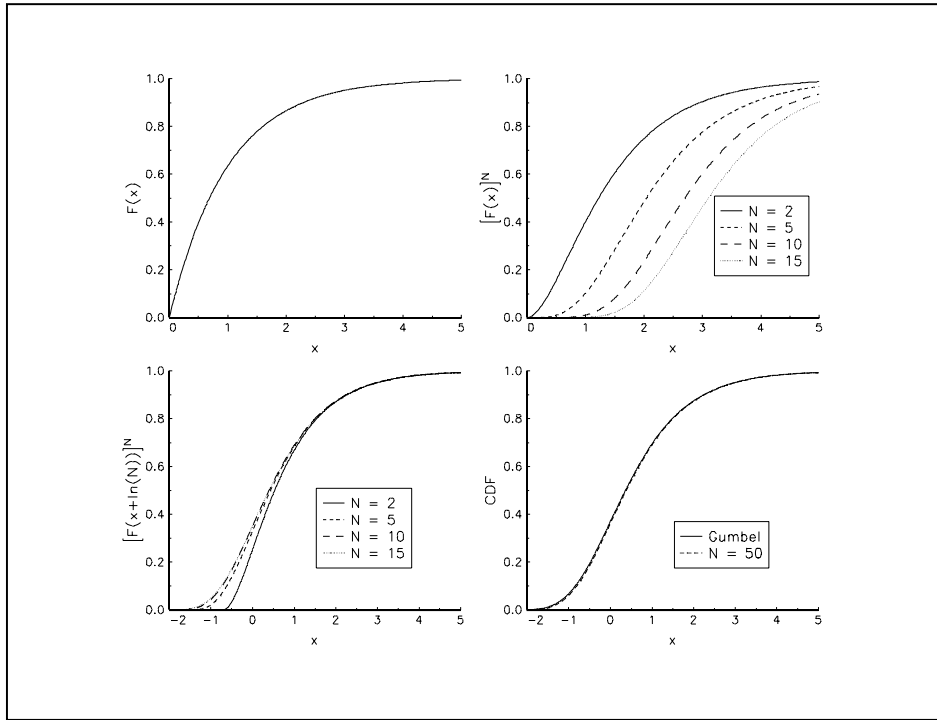 F(x)
1.0
0.8
0.6
0.4
0.2
0.0
0 1 2 3 4 5
x
[F(x)]^N
1.0
0.8
0.6
0.4
0.2
0.0
N = 2
N = 5
N = 10
N = 15
0 1 2 3 4 5
x
[F(x+ln(N))]^N
1.0
0.8
0.6
0.4
0.2
0.0
N = 2
N = 5
N = 10
N = 15
-2 -1 0 1 2 3 4 5
x
CDF
1.0
0.8
0.6
0.4
0.2
0.0
Gumbel
N = 50
-2 -1 0 1 2 3 4 5
x